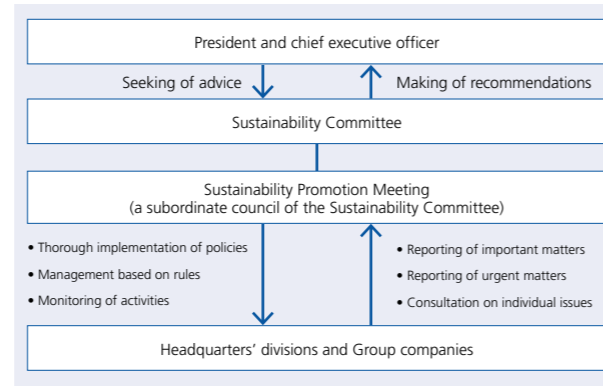 President and chief executive officer
Seeking of advice
Making of recommendations
Sustainability Committee
Sustainability Promotion Meeting
(a subordinate council of the Sustainability Committee)
• Thorough implementation of policies
• Management based on rules
• Monitoring of activities
• Reporting of important matters
• Reporting of urgent matters
• Consultation on individual issues
Headquarters’ divisions and Group companies